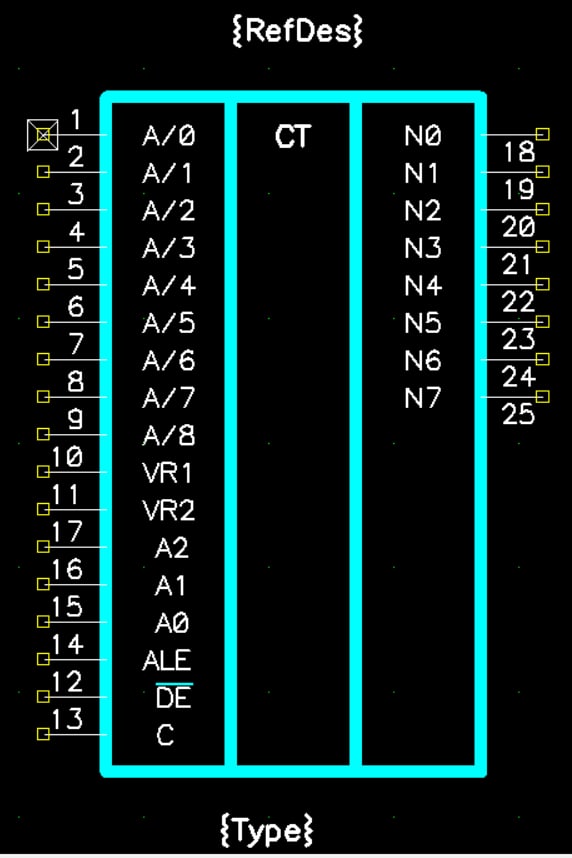 {RefDes}
1 A/0 CT N0 18
2 A/1 N1 19
3 A/2 N2 20
4 A/3 N3 21
5 A/4 N4 22
6 A/5 N5 23
7 A/6 N6 24
8 A/7 N7 25
9 A/8
10 VR1
11 VR2
17 A2
16 A1
15 A0
14 ALE
12 D̅E̅
13 C
{Type}